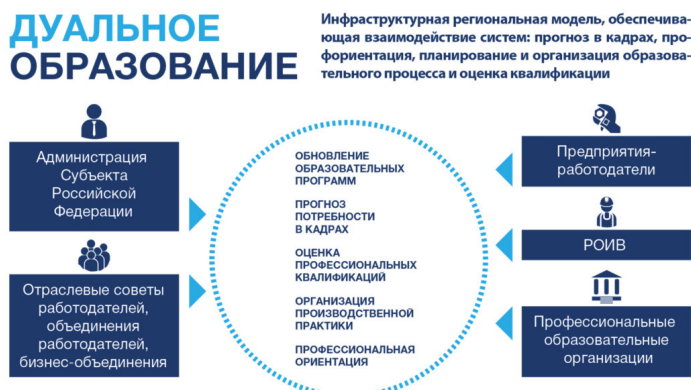 ДУАЛЬНОЕ
ОБРАЗОВАНИЕ
Инфраструктурная региональная модель, обеспечива-
ющая взаимодействие систем: прогноз в кадрах, про-
фориентация, планирование и организация образова-
тельного процесса и оценка квалификации
Администрация
Субъекта
Российской
Федерации
Отраслевые советы
работодателей,
объединения
работодателей,
бизнес-объединения
ОБНОВЛЕНИЕ
ОБРАЗОВАТЕЛЬНЫХ
ПРОГРАММ
ПРОГНОЗ
ПОТРЕБНОСТИ
В КАДРАХ
ОЦЕНКА
ПРОФЕССИОНАЛЬНЫХ
КВАЛИФИКАЦИЙ
ОРГАНИЗАЦИЯ
ПРОИЗВОДСТВЕННОЙ
ПРАКТИКИ
ПРОФЕССИОНАЛЬНАЯ
ОРИЕНТАЦИЯ
Предприятия-
работодатели
РОИВ
Профессиональные
образовательные
организации